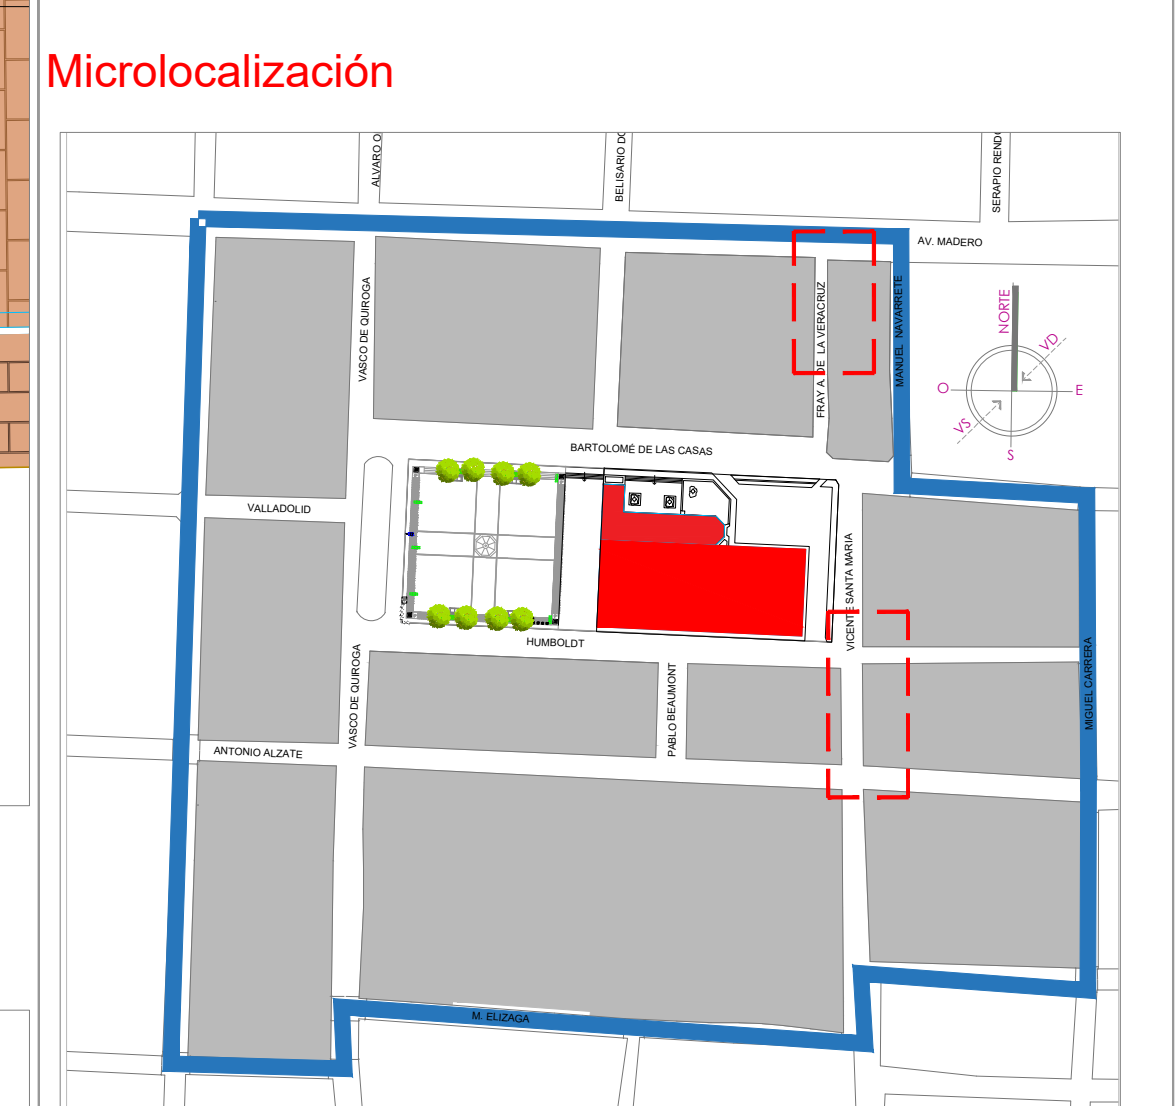 Microlocalización
ALVARO O
BELISARIO DO
SERAPIO REND
AV. MADERO
VASCO DE QUIROGA
FRAY A. DE LA VERACRUZ
MANUEL NAVARRETE
NORTE
VD
O
E
VS
S
BARTOLOMÉ DE LAS CASAS
VALLADOLID
VICENTE SANTA MARIA
HUMBOLDT
VASCO DE QUIROGA
PABLO BEAUMONT
MIGUEL CARRERA
ANTONIO ALZATE
M. ELIZAGA